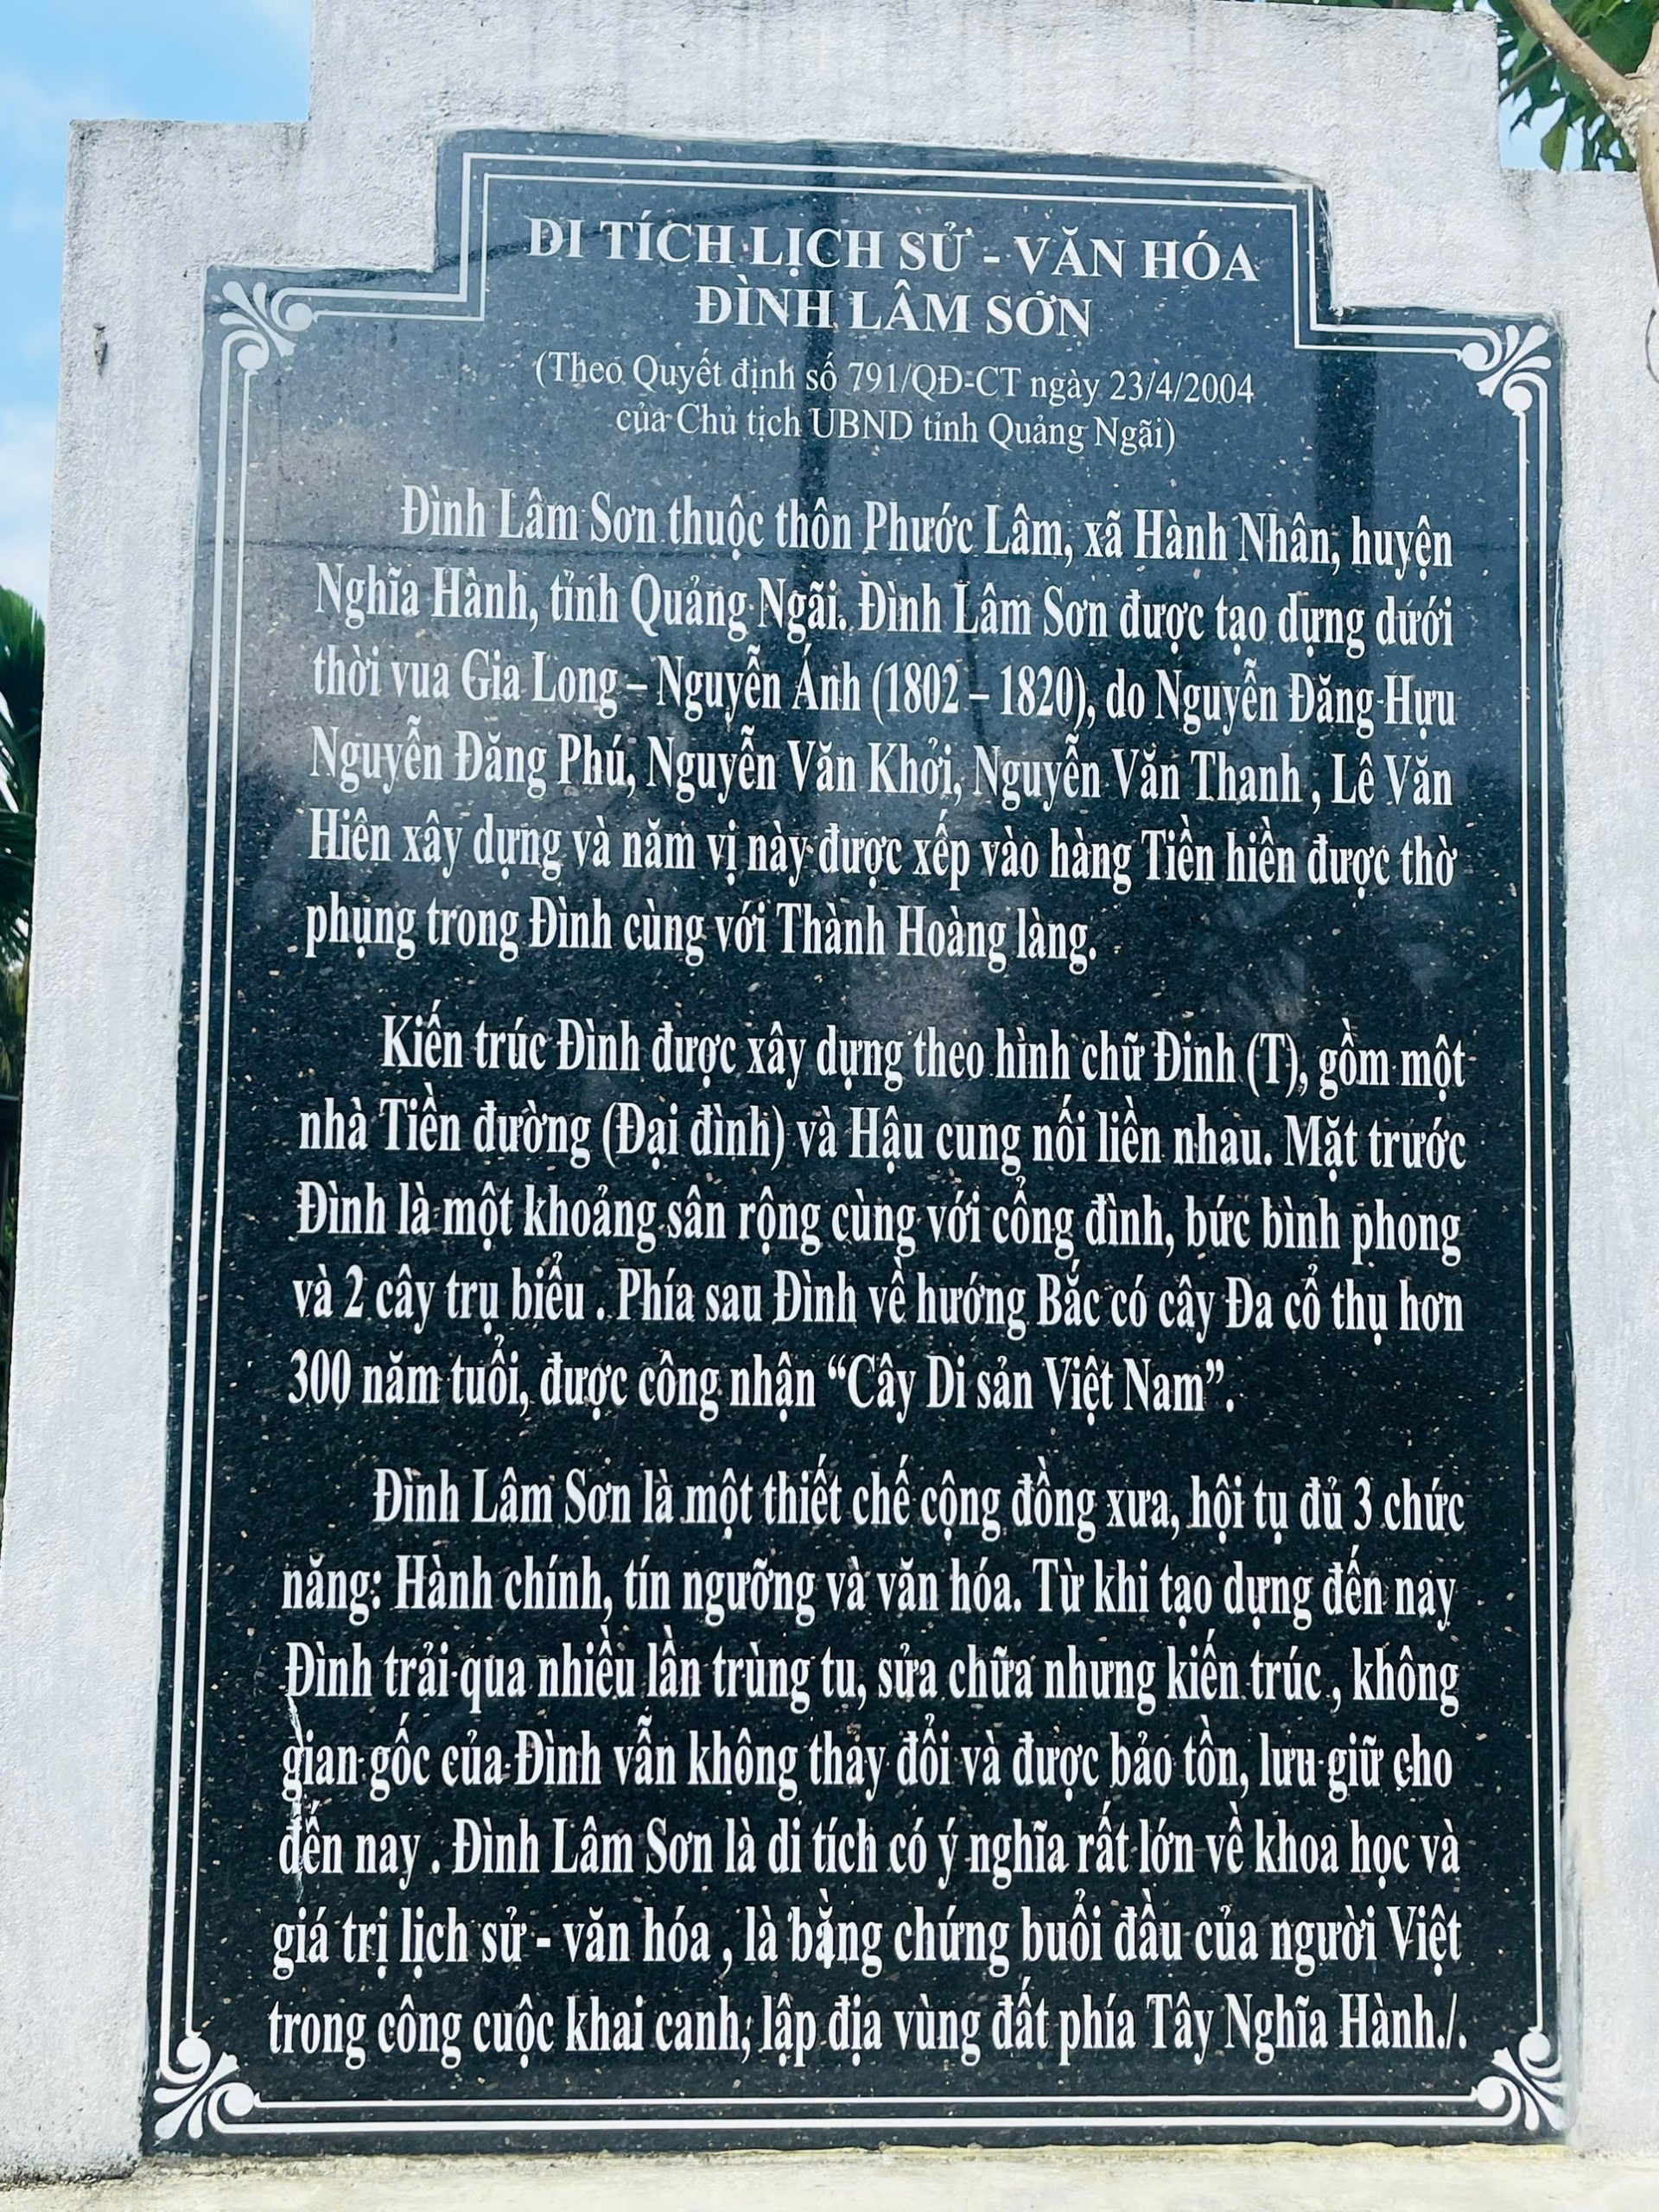 DI TÍCH LỊCH SỬ - VĂN HÓA
ĐÌNH LÂM SƠN
(Theo Quyết định số 791/QĐ-CT ngày 23/4/2004
của Chủ tịch UBND tỉnh Quảng Ngãi)
Đình Lâm Sơn thuộc thôn Phước Lâm, xã Hành Nhân, huyện
Nghĩa Hành, tỉnh Quảng Ngãi. Đình Lâm Sơn được tạo dựng dưới
thời vua Gia Long – Nguyễn Ánh (1802 – 1820), do Nguyễn Đăng Hựu
Nguyễn Đăng Phú, Nguyễn Văn Khởi, Nguyễn Văn Thanh , Lê Văn
Hiên xây dựng và năm vị này được xếp vào hàng Tiền hiền được thờ
phụng trong Đình cùng với Thành Hoàng làng.
Kiến trúc Đình được xây dựng theo hình chữ Đinh (T), gồm một
nhà Tiền đường (Đại đình) và Hậu cung nối liền nhau. Mặt trước
Đình là một khoảng sân rộng cùng với cổng đình, bức bình phong
và 2 cây trụ biểu . Phía sau Đình về hướng Bắc có cây Đa cổ thụ hơn
300 năm tuổi, được công nhận “Cây Di sản Việt Nam”.
Đình Lâm Sơn là một thiết chế cộng đồng xưa, hội tụ đủ 3 chức
năng: Hành chính, tín ngưỡng và văn hóa. Từ khi tạo dựng đến nay
Đình trải qua nhiều lần trùng tu, sửa chữa nhưng kiến trúc , không
gian gốc của Đình vẫn không thay đổi và được bảo tồn, lưu giữ cho
đến nay . Đình Lâm Sơn là di tích có ý nghĩa rất lớn về khoa học và
giá trị lịch sử - văn hóa , là bằng chứng buổi đầu của người Việt
trong công cuộc khai canh, lập địa vùng đất phía Tây Nghĩa Hành./.